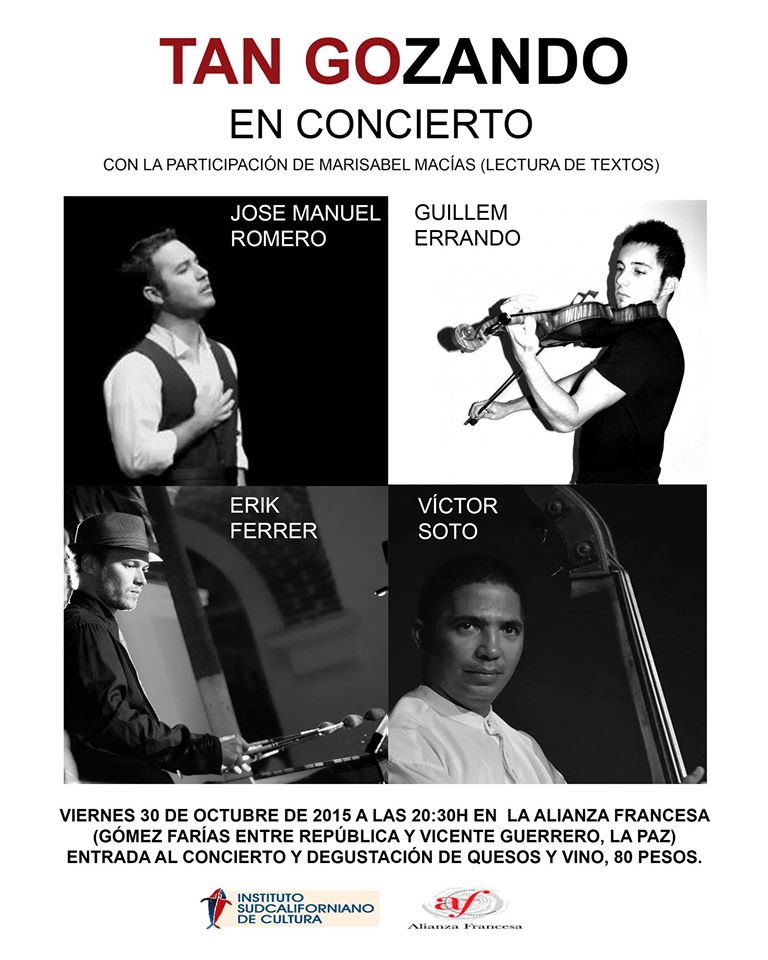 TAN GOZANDO
EN CONCIERTO
CON LA PARTICIPACIÓN DE MARISABEL MACÍAS (LECTURA DE TEXTOS)
JOSE MANUEL
ROMERO
GUILLEM
ERRANDO
ERIK
FERRER
VÍCTOR
SOTO
VIERNES 30 DE OCTUBRE DE 2015 A LAS 20:30H EN LA ALIANZA FRANCESA
(GÓMEZ FARÍAS ENTRE REPÚBLICA Y VICENTE GUERRERO, LA PAZ)
ENTRADA AL CONCIERTO Y DEGUSTACIÓN DE QUESOS Y VINO, 80 PESOS.
INSTITUTO
SUDCALIFORNIANO
DE CULTURA
af
Alianza Francesa